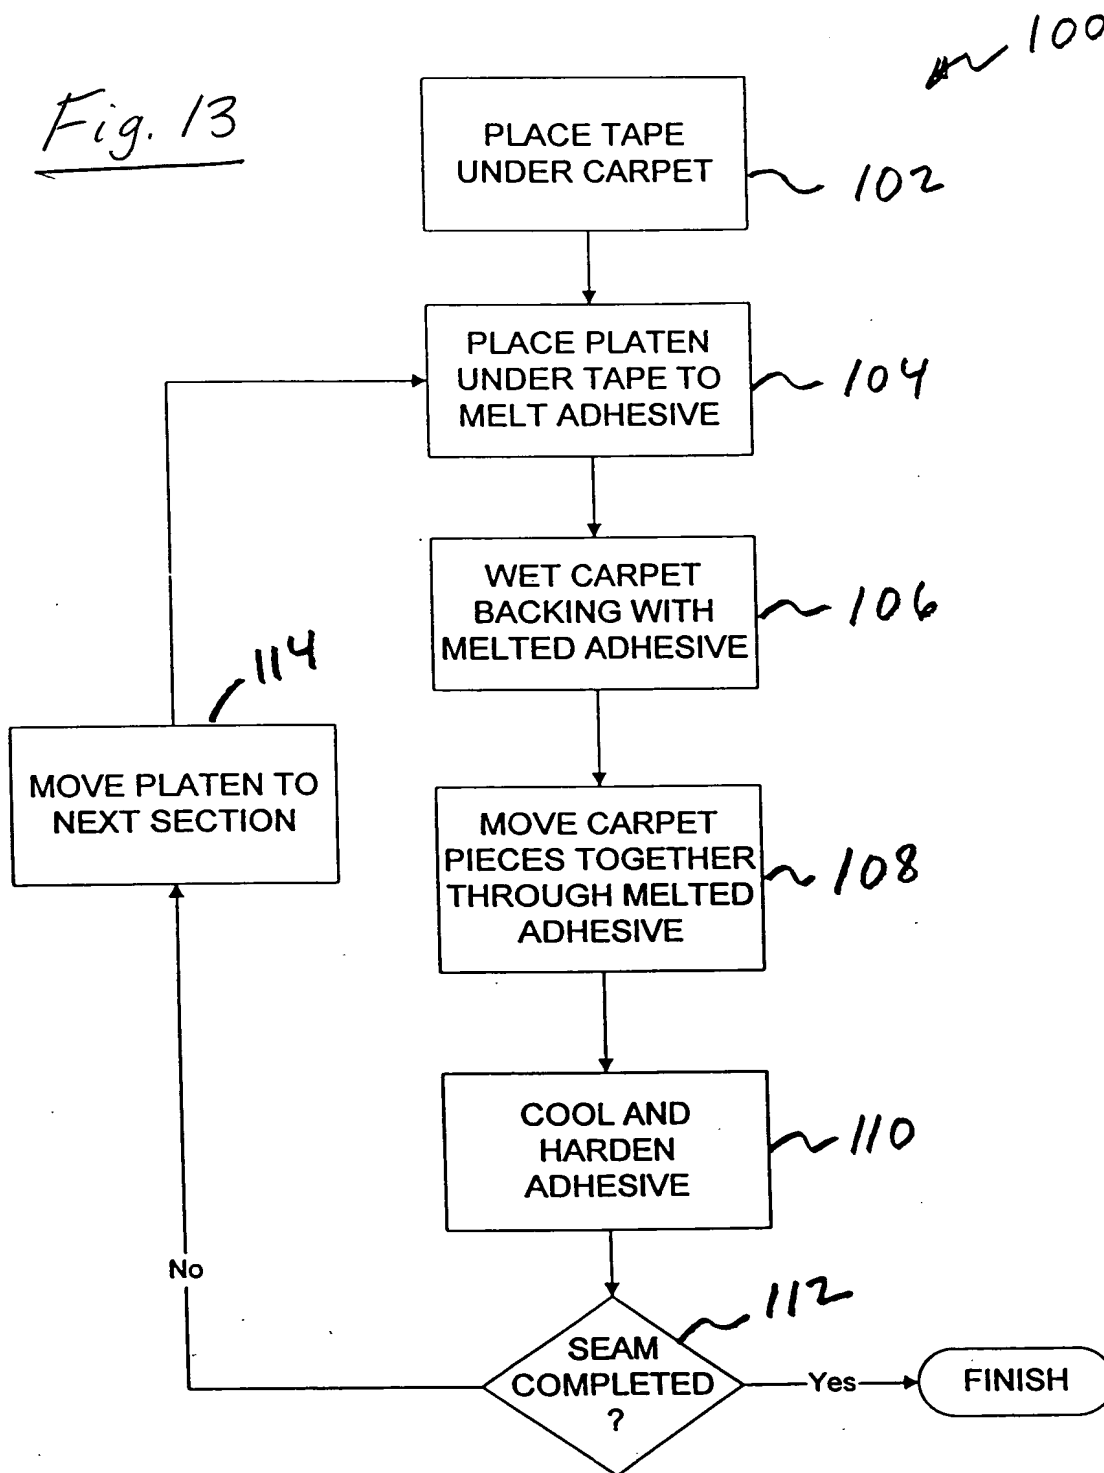 100
Fig. 13
PLACE TAPE
UNDER CARPET
102
PLACE PLATEN
UNDER TAPE TO
MELT ADHESIVE
104
WET CARPET
BACKING WITH
MELTED ADHESIVE
106
114
MOVE PLATEN TO
NEXT SECTION
MOVE CARPET
PIECES TOGETHER
THROUGH MELTED
ADHESIVE
108
COOL AND
HARDEN
ADHESIVE
110
No
112
SEAM
COMPLETED
?
Yes
FINISH